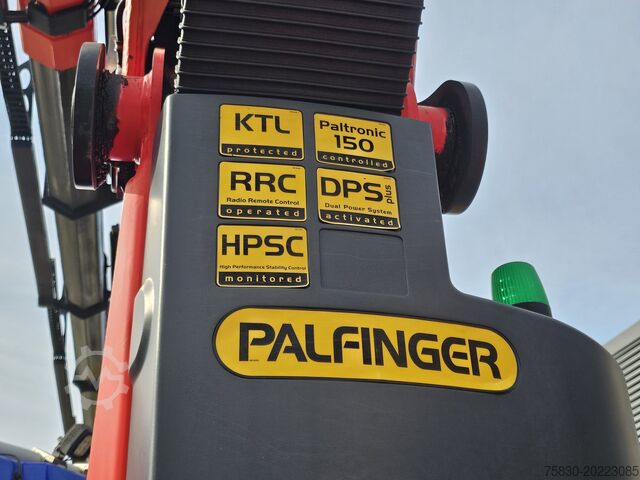 KTL
protected
Paltronic
150
controlled
RRC
Radio Remote Control
operated
DPS plus
Dual Power System
activated
HPSC
High Performance Stability Control
monitored
PALFINGER
75830-20223085